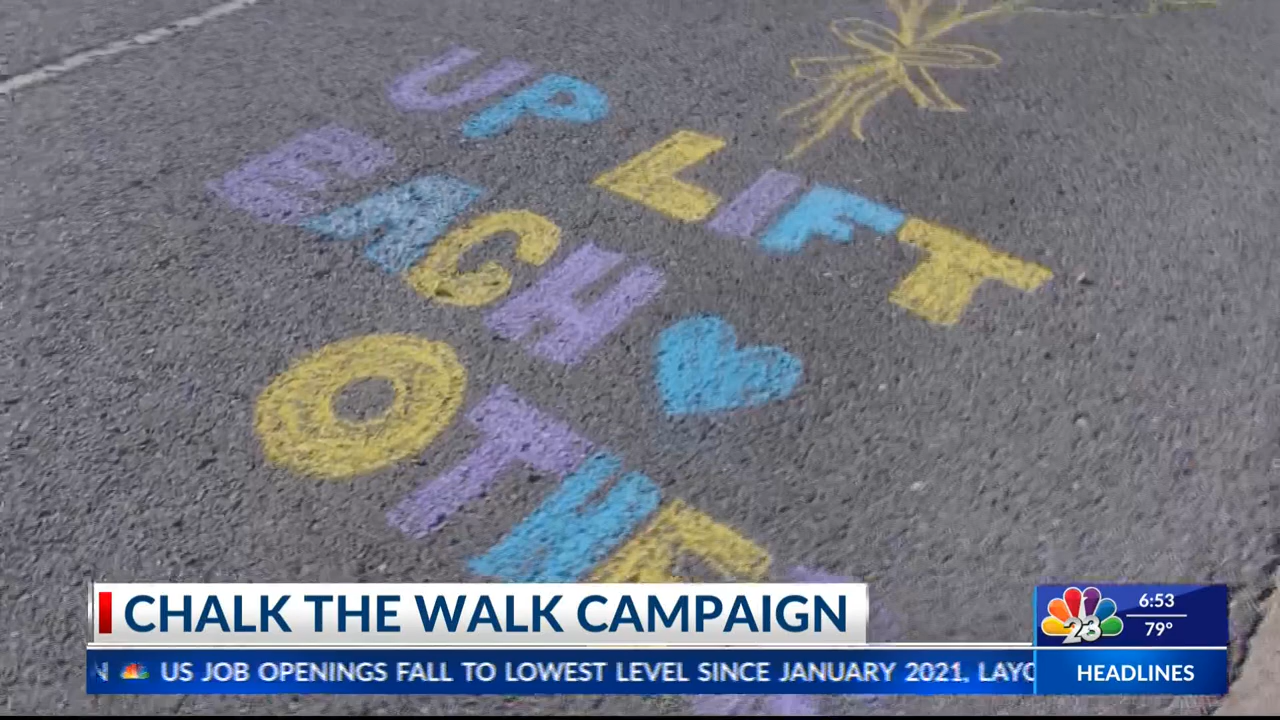 UP LIFT
EACH
OTHE
CHALK THE WALK CAMPAIGN
23
6:53
79°
N US JOB OPENINGS FALL TO LOWEST LEVEL SINCE JANUARY 2021, LAYO
HEADLINES